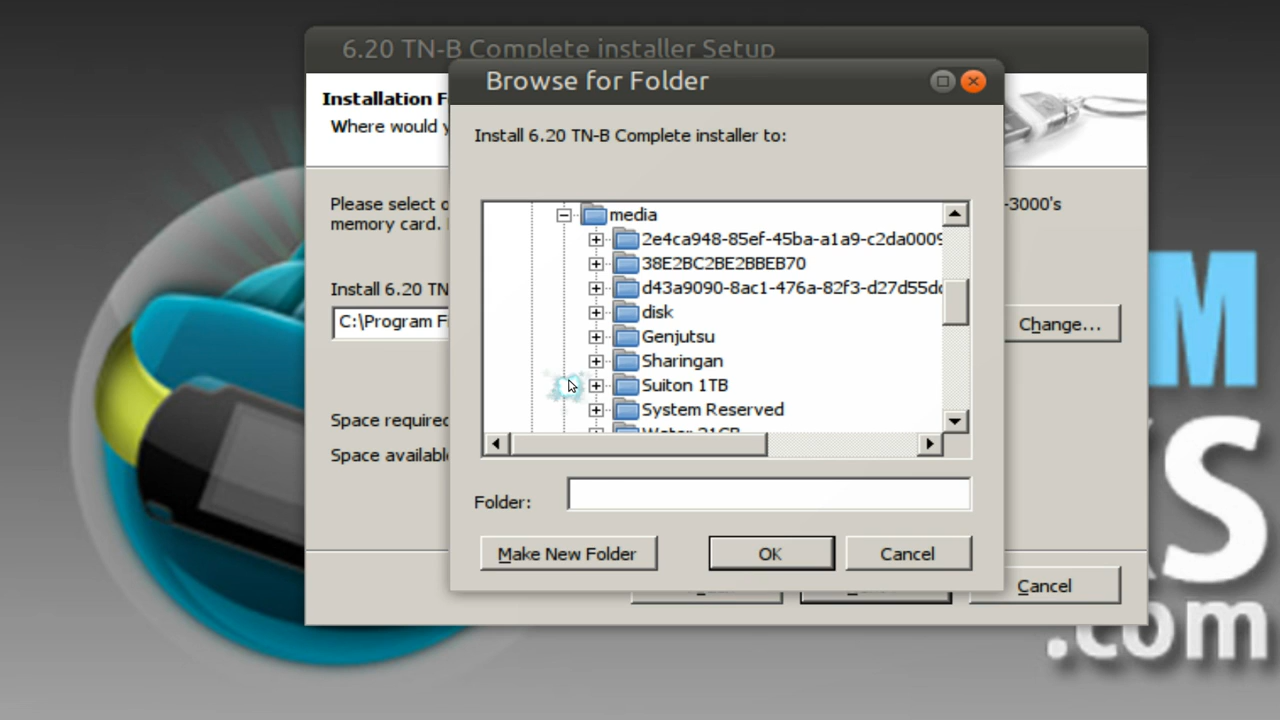 6.20 TN-B Complete installer Setup
Browse for Folder
Installation F
Where would y
Install 6.20 TN-B Complete installer to:
Please select o
-3000's
memory card.
media
2e4ca948-85ef-45ba-a1a9-c2da0009
38E2BC2BE2BBEB70
d43a9090-8ac1-476a-82f3-d27d55d
disk
Genjutsu
Sharingan
Suiton 1TB
System Reserved
Install 6.20 TN
C:\Program F
Change...
Space required
Space availabl
Folder:
Make New Folder
OK
Cancel
Cancel
M
KS
.com